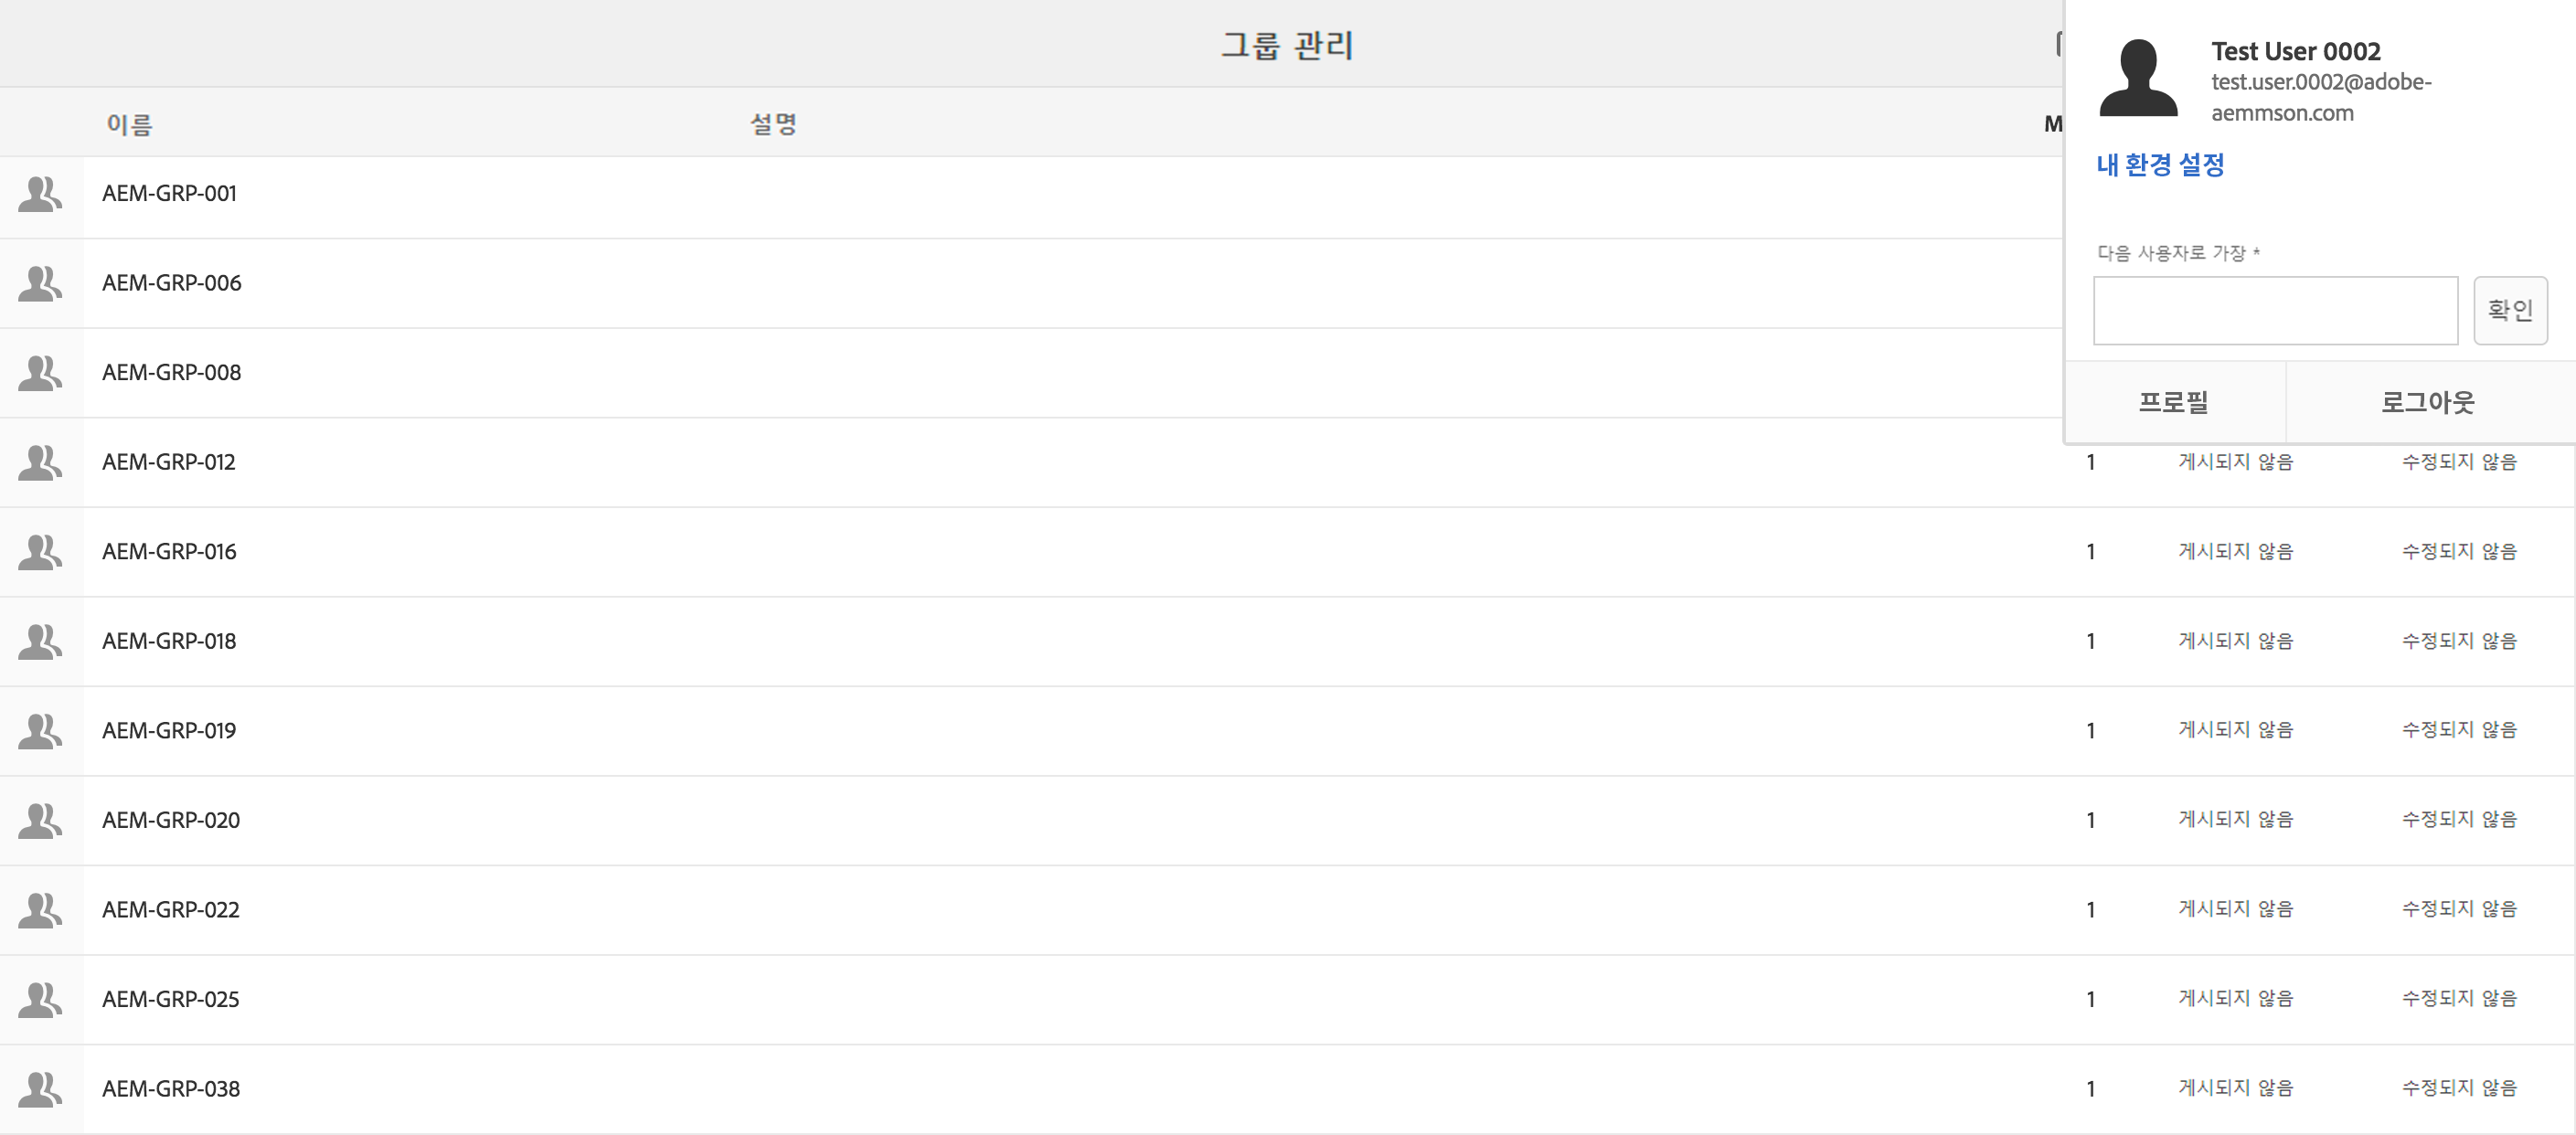 그룹 관리
이름 설명 M
AEM-GRP-001
AEM-GRP-006
AEM-GRP-008
AEM-GRP-012 1 게시되지 않음 수정되지 않음
AEM-GRP-016 1 게시되지 않음 수정되지 않음
AEM-GRP-018 1 게시되지 않음 수정되지 않음
AEM-GRP-019 1 게시되지 않음 수정되지 않음
AEM-GRP-020 1 게시되지 않음 수정되지 않음
AEM-GRP-022 1 게시되지 않음 수정되지 않음
AEM-GRP-025 1 게시되지 않음 수정되지 않음
AEM-GRP-038 1 게시되지 않음 수정되지 않음
Test User 0002
test.user.0002@adobe-
aemmson.com
내 환경 설정
다음 사용자로 가장 *
확인
프로필 로그아웃